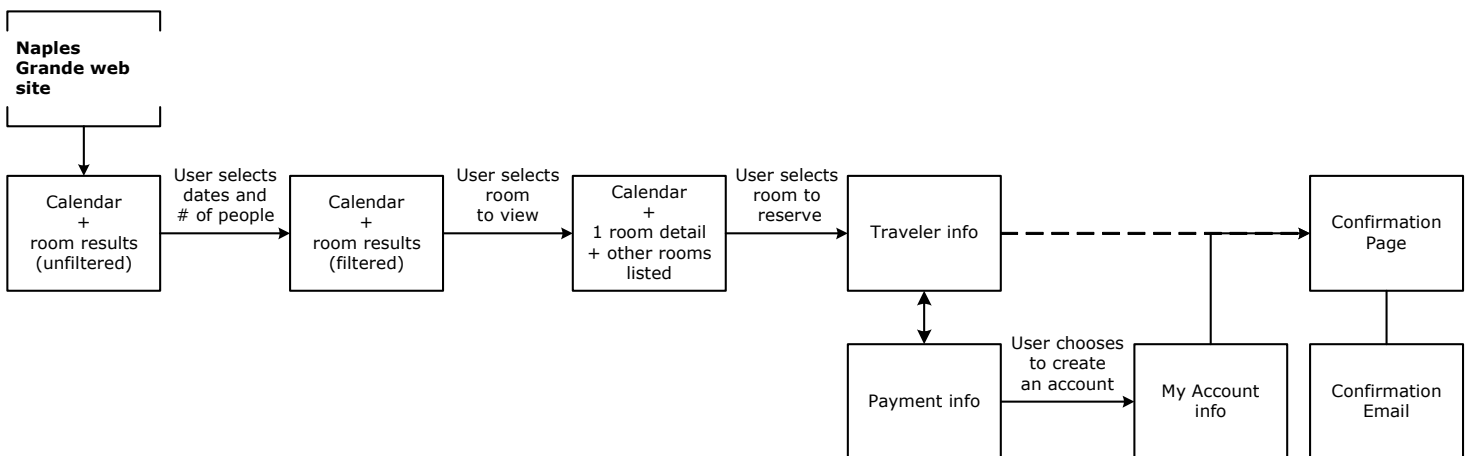 Naples
Grande web
site
Calendar
+
room results
(unfiltered)
User selects
dates and
# of people
Calendar
+
room results
(filtered)
User selects
room
to view
Calendar
+
1 room detail
+ other rooms
listed
User selects
room to
reserve
Traveler info
Confirmation
Page
Payment info
User chooses
to create
an account
My Account
info
Confirmation
Email